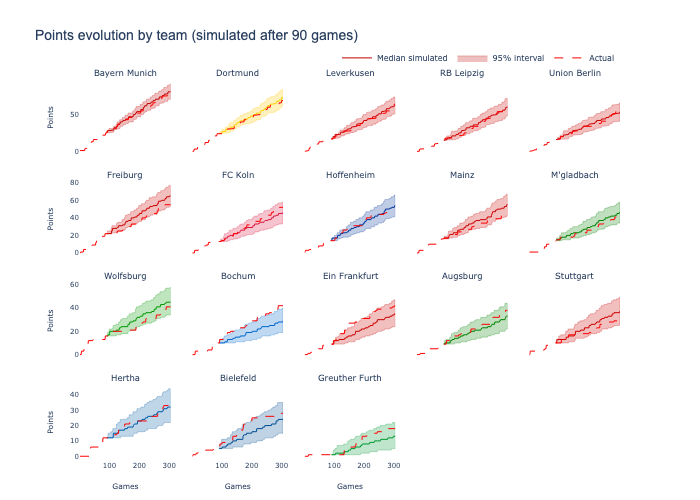 Points evolution by team (simulated after 90 games)
Median simulated 95% interval Actual
Bayern Munich Dortmund Leverkusen RB Leipzig Union Berlin
Points
50
0
Freiburg FC Koln Hoffenheim Mainz M'gladbach
Points
80
60
40
20
0
Wolfsburg Bochum Ein Frankfurt Augsburg Stuttgart
Points
60
40
20
0
Hertha Bielefeld Greuther Furth
Points
40
30
20
10
0
100 200 300 100 200 300 100 200 300
Games Games Games